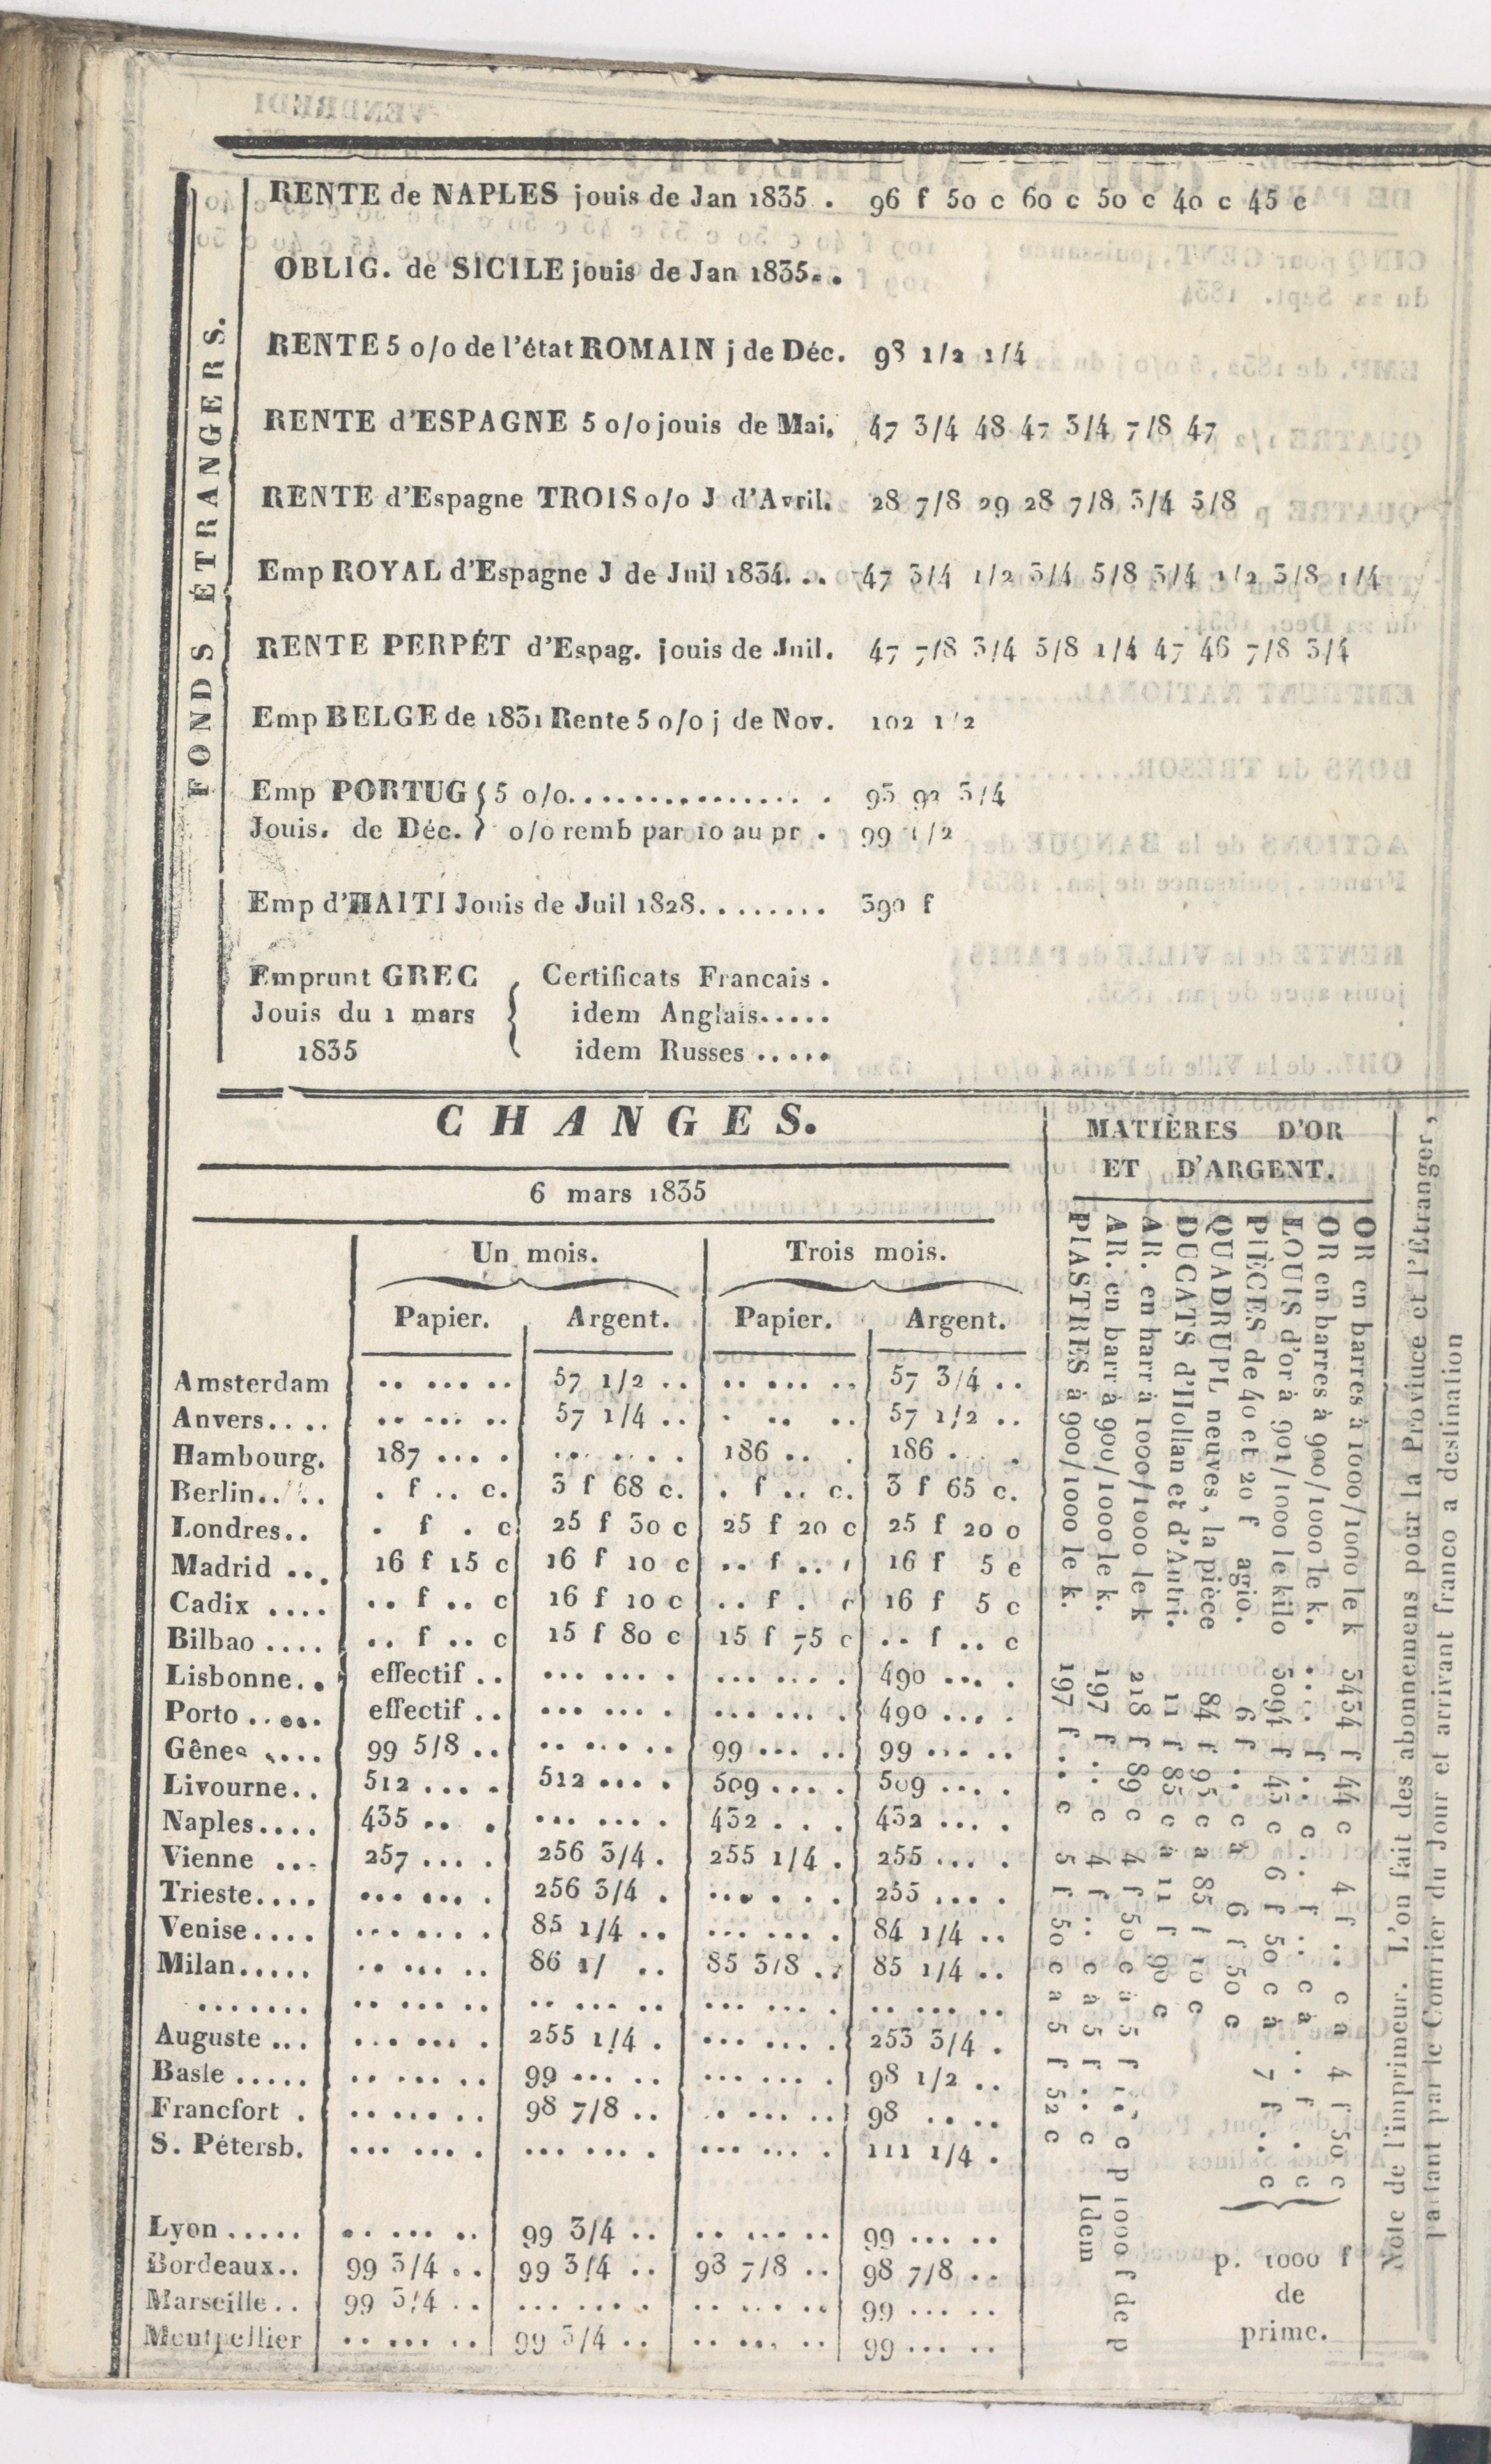 FONDS ÉTRANGERS.
RENTE de NAPLES jouis de Jan 1835 . 96 f 50 c 60 c 50 c 40 c 45 c
OBLIG. de SICILE jouis de Jan 1835. .
RENTE 5 o/o de l'état ROMAIN j de Déc. 98 1/2 1/4
RENTE d'ESPAGNE 5 o/o jouis de Mai. 47 3/4 48 47 3/4 7/8 47
RENTE d'Espagne TROIS o/o J d'Avril. 28 7/8 29 28 7/8 3/4 5/8
Emp ROYAL d'Espagne J de Juil 1834. . . 47 3/4 1/2 3/4 5/8 3/4 1/2 3/8 1/4
RENTE PERPÉT d'Espag. jouis de Juil. 47 7/8 3/4 5/8 1/4 47 46 7/8 3/4
Emp BELGE de 1831 Rente 5 o/o j de Nov. 102 1/2
Emp PORTUG { 5 o/o. . . . . . . . . . . . . . . . 93 92 3/4
Jouis. de Déc. } o/o remb par 10 au pr . 99 1/2
Emp d'HAITI Jouis de Juil 1828. . . . . . . . 390 f
Emprunt GREC { Certificats Francais .
Jouis du 1 mars idem Anglais. . . . .
1835 idem Russes . . . . .
CHANGES.
6 mars 1835
Un mois. Trois mois.
Papier. Argent. Papier. Argent.
Amsterdam .. ... .. 57 1/2 .. .. ... .. 57 3/4 ..
Anvers.. .. .. ... .. 57 1/4 .. . .. .. 57 1/2 ..
Hambourg. 187 ... . .. ... . 186 .. . 186 . .
Berlin.. .. . f .. c. 3 f 68 c. . f .. c. 3 f 65 c.
Londres.. . f . c 25 f 30 c 25 f 20 c 25 f 20 c
Madrid ... 16 f 15 c 16 f 10 c .. f .. 16 f 5 c
Cadix .... .. f .. c 16 f 10 c .. f . c 16 f 5 c
Bilbao .... .. f .. c 15 f 80 c 15 f 75 c .. f .. c
Lisbonne.. effectif .. ... ... . ... ... . 490 ... .
Porto ..... effectif .. ... ... . ... ... . 490 ... .
Gênes .... 99 5/8 .. .. ... .. 99 ... .. 99 ... ..
Livourne.. 512 ... . 512 ... . 509 ... . 509 ... .
Naples.... 435 .. . ... ... . 432 . . . 432 ... .
Vienne ... 257 ... . 256 3/4 . 255 1/4 . 255 ... .
Trieste.... ... ... . 256 3/4 . ... . . . 255 ... .
Venise.... ... ... . 85 1/4 .. ... ... . 84 1/4 ..
Milan..... .. ... .. 86 1/ .. 85 3/8 .. 85 1/4 ..
....... .. ... .. .. ... .. ... ... . .. ... ..
Auguste ... ... ... . 255 1/4 . ... ... . 253 3/4 .
Basle ..... .. ... .. 99 ... .. ... ... . 98 1/2 ..
Francfort . .. ... .. 98 7/8 .. . ... .. 98 .. ..
S. Pétersb. ... ... . ... ... . ... ... . 111 1/4 .
Lyon ..... .. ... .. 99 3/4 .. .. ... .. 99 ... ..
Bordeaux.. 99 3/4 .. 99 3/4 .. 98 7/8 .. 98 7/8 ..
Marseille.. 99 3/4 .. ... ... . .. ... .. 99 ... ..
Montpellier .. ... .. 99 3/4 .. .. ... .. 99 ... ..
MATIÈRES D'OR
ET D'ARGENT.
OR en barres à 1000/1000 le k 3434 f 44 c 4 f .. c a 4 f 50 c
OR en barres à 900/1000 le k. .... f .. c .. f .. c à .. f .. c
LOUIS d'or à 901/1000 le kilo 3094 f 45 c 6 f 50 c à 7 f .. c
PIÈCES de 40 et 20 f agio. 6 f .. c à 6 f 50 c
QUADRUPL neuves, la pièce 84 f 95 c a 85 f 10 c
DUCATS d'Hollan et d'Autri. 11 f 85 c à 11 f 90 c
AR. en barr à 1000/1000 le k 218 f 89 c 4 f 50 c à 5 f c p 1000 f de p
AR. en barr à 900/1000 le k. 197 f .. c 4 f .. c à 5 f .. c Idem
PIASTRES à 900/1000 le k. 197 f .. c 5 f 50 c a 5 f 52 c
p. 1000 f
de
prime.
Note de l'imprimeur. L'on fait des abonnemens pour la Province et l'Étranger,
partant par le Courrier du Jour et arrivant franco a destination